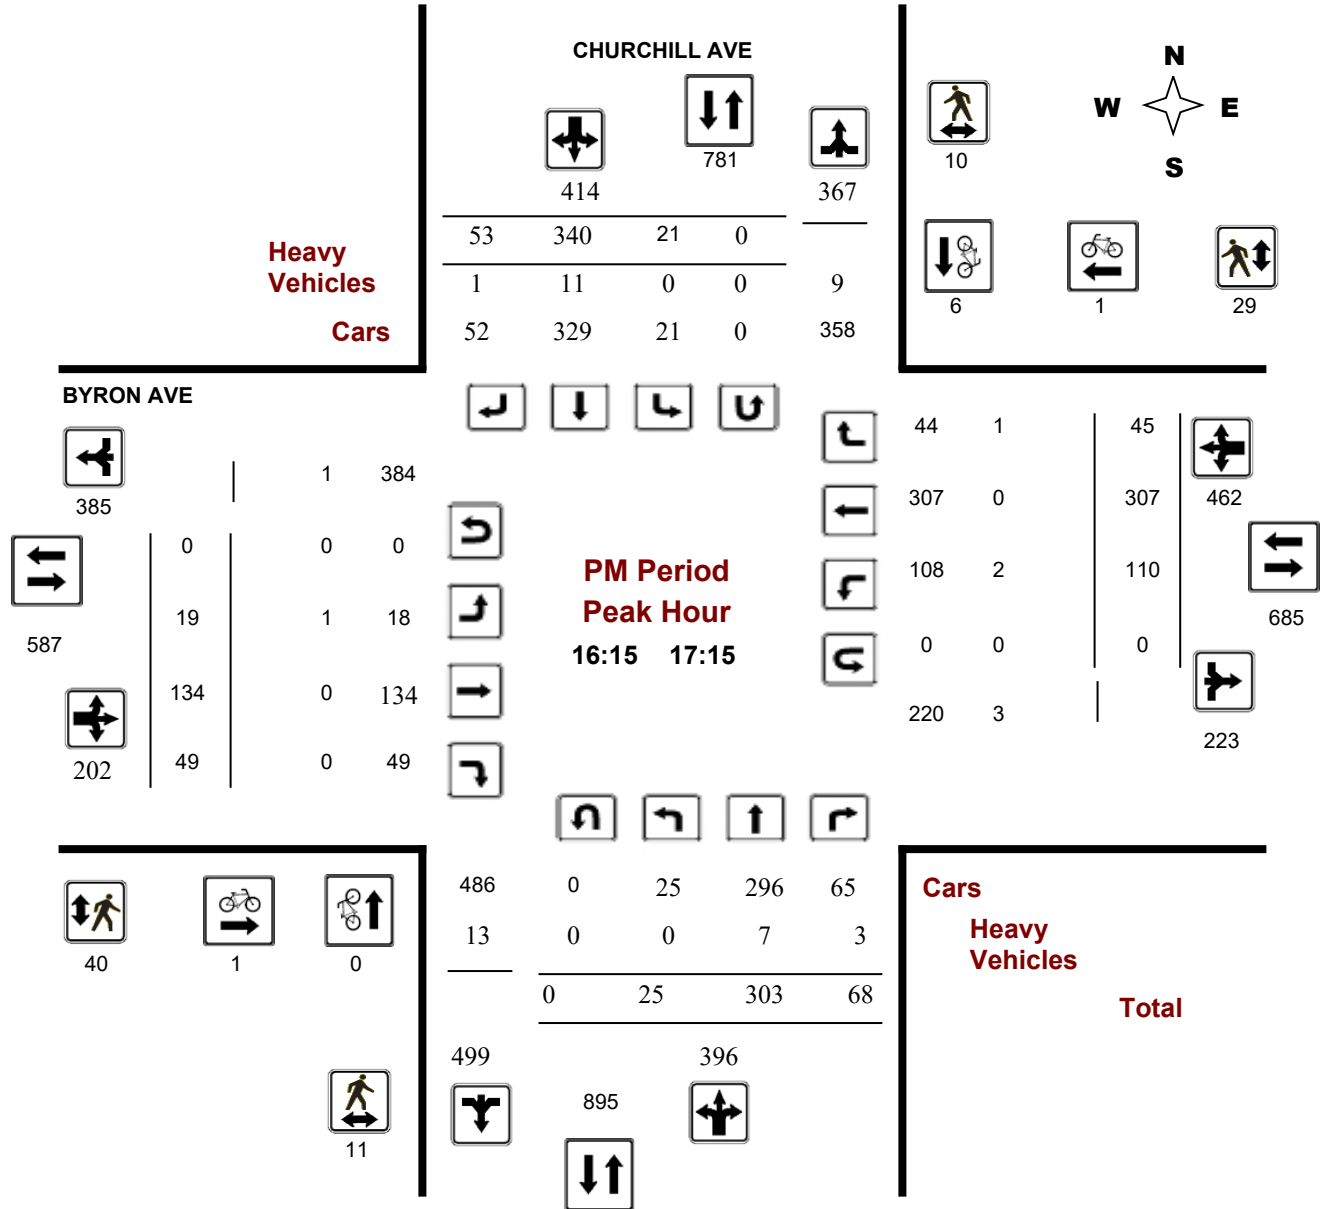 CHURCHILL AVE
N
W E
S
781
10
414 367
53 340 21 0
Heavy
Vehicles
1 11 0 0 9
Cars
52 329 21 0 358
6 1 29
BYRON AVE
44 1 45
1 384
385
307 0 307 462
0 0 0
PM Period
108 2 110
Peak Hour
19 1 18
685
587
16:15 17:15
0 0 0
134 0 134
220 3
223
202
49 0 49
486 0 25 296 65
Cars
13 0 0 7 3
Heavy
Vehicles
40 1 0
0 25 303 68
Total
499 396
895
11